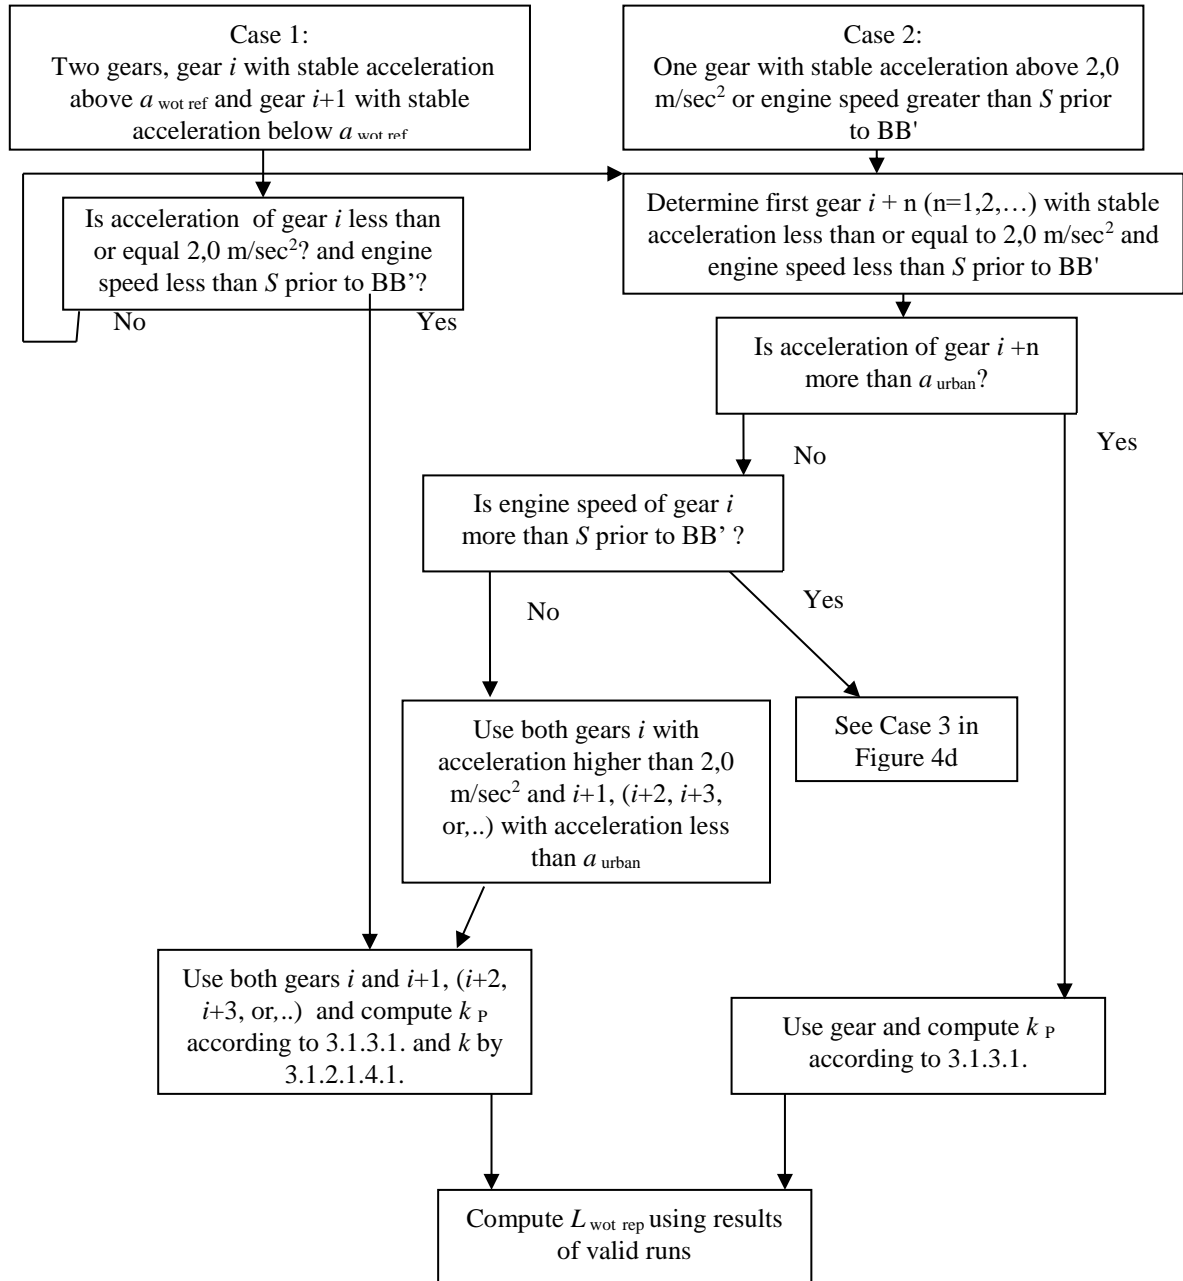 Case 1:
Two gears, gear i with stable acceleration
above a wot ref and gear i+1 with stable
acceleration below a wot ref
Case 2:
One gear with stable acceleration above 2,0
m/sec² or engine speed greater than S prior
to BB'
Is acceleration of gear i less than
or equal 2,0 m/sec²? and engine
speed less than S prior to BB’?
No
Yes
Determine first gear i + n (n=1,2,…) with stable
acceleration less than or equal to 2,0 m/sec² and
engine speed less than S prior to BB'
Is acceleration of gear i +n
more than a urban?
No
Yes
Is engine speed of gear i
more than S prior to BB’ ?
No
Yes
Use both gears i with
acceleration higher than 2,0
m/sec² and i+1, (i+2, i+3,
or,..) with acceleration less
than a urban
See Case 3 in
Figure 4d
Use both gears i and i+1, (i+2,
i+3, or,..) and compute k P
according to 3.1.3.1. and k by
3.1.2.1.4.1.
Use gear and compute k P
according to 3.1.3.1.
Compute L wot rep using results
of valid runs